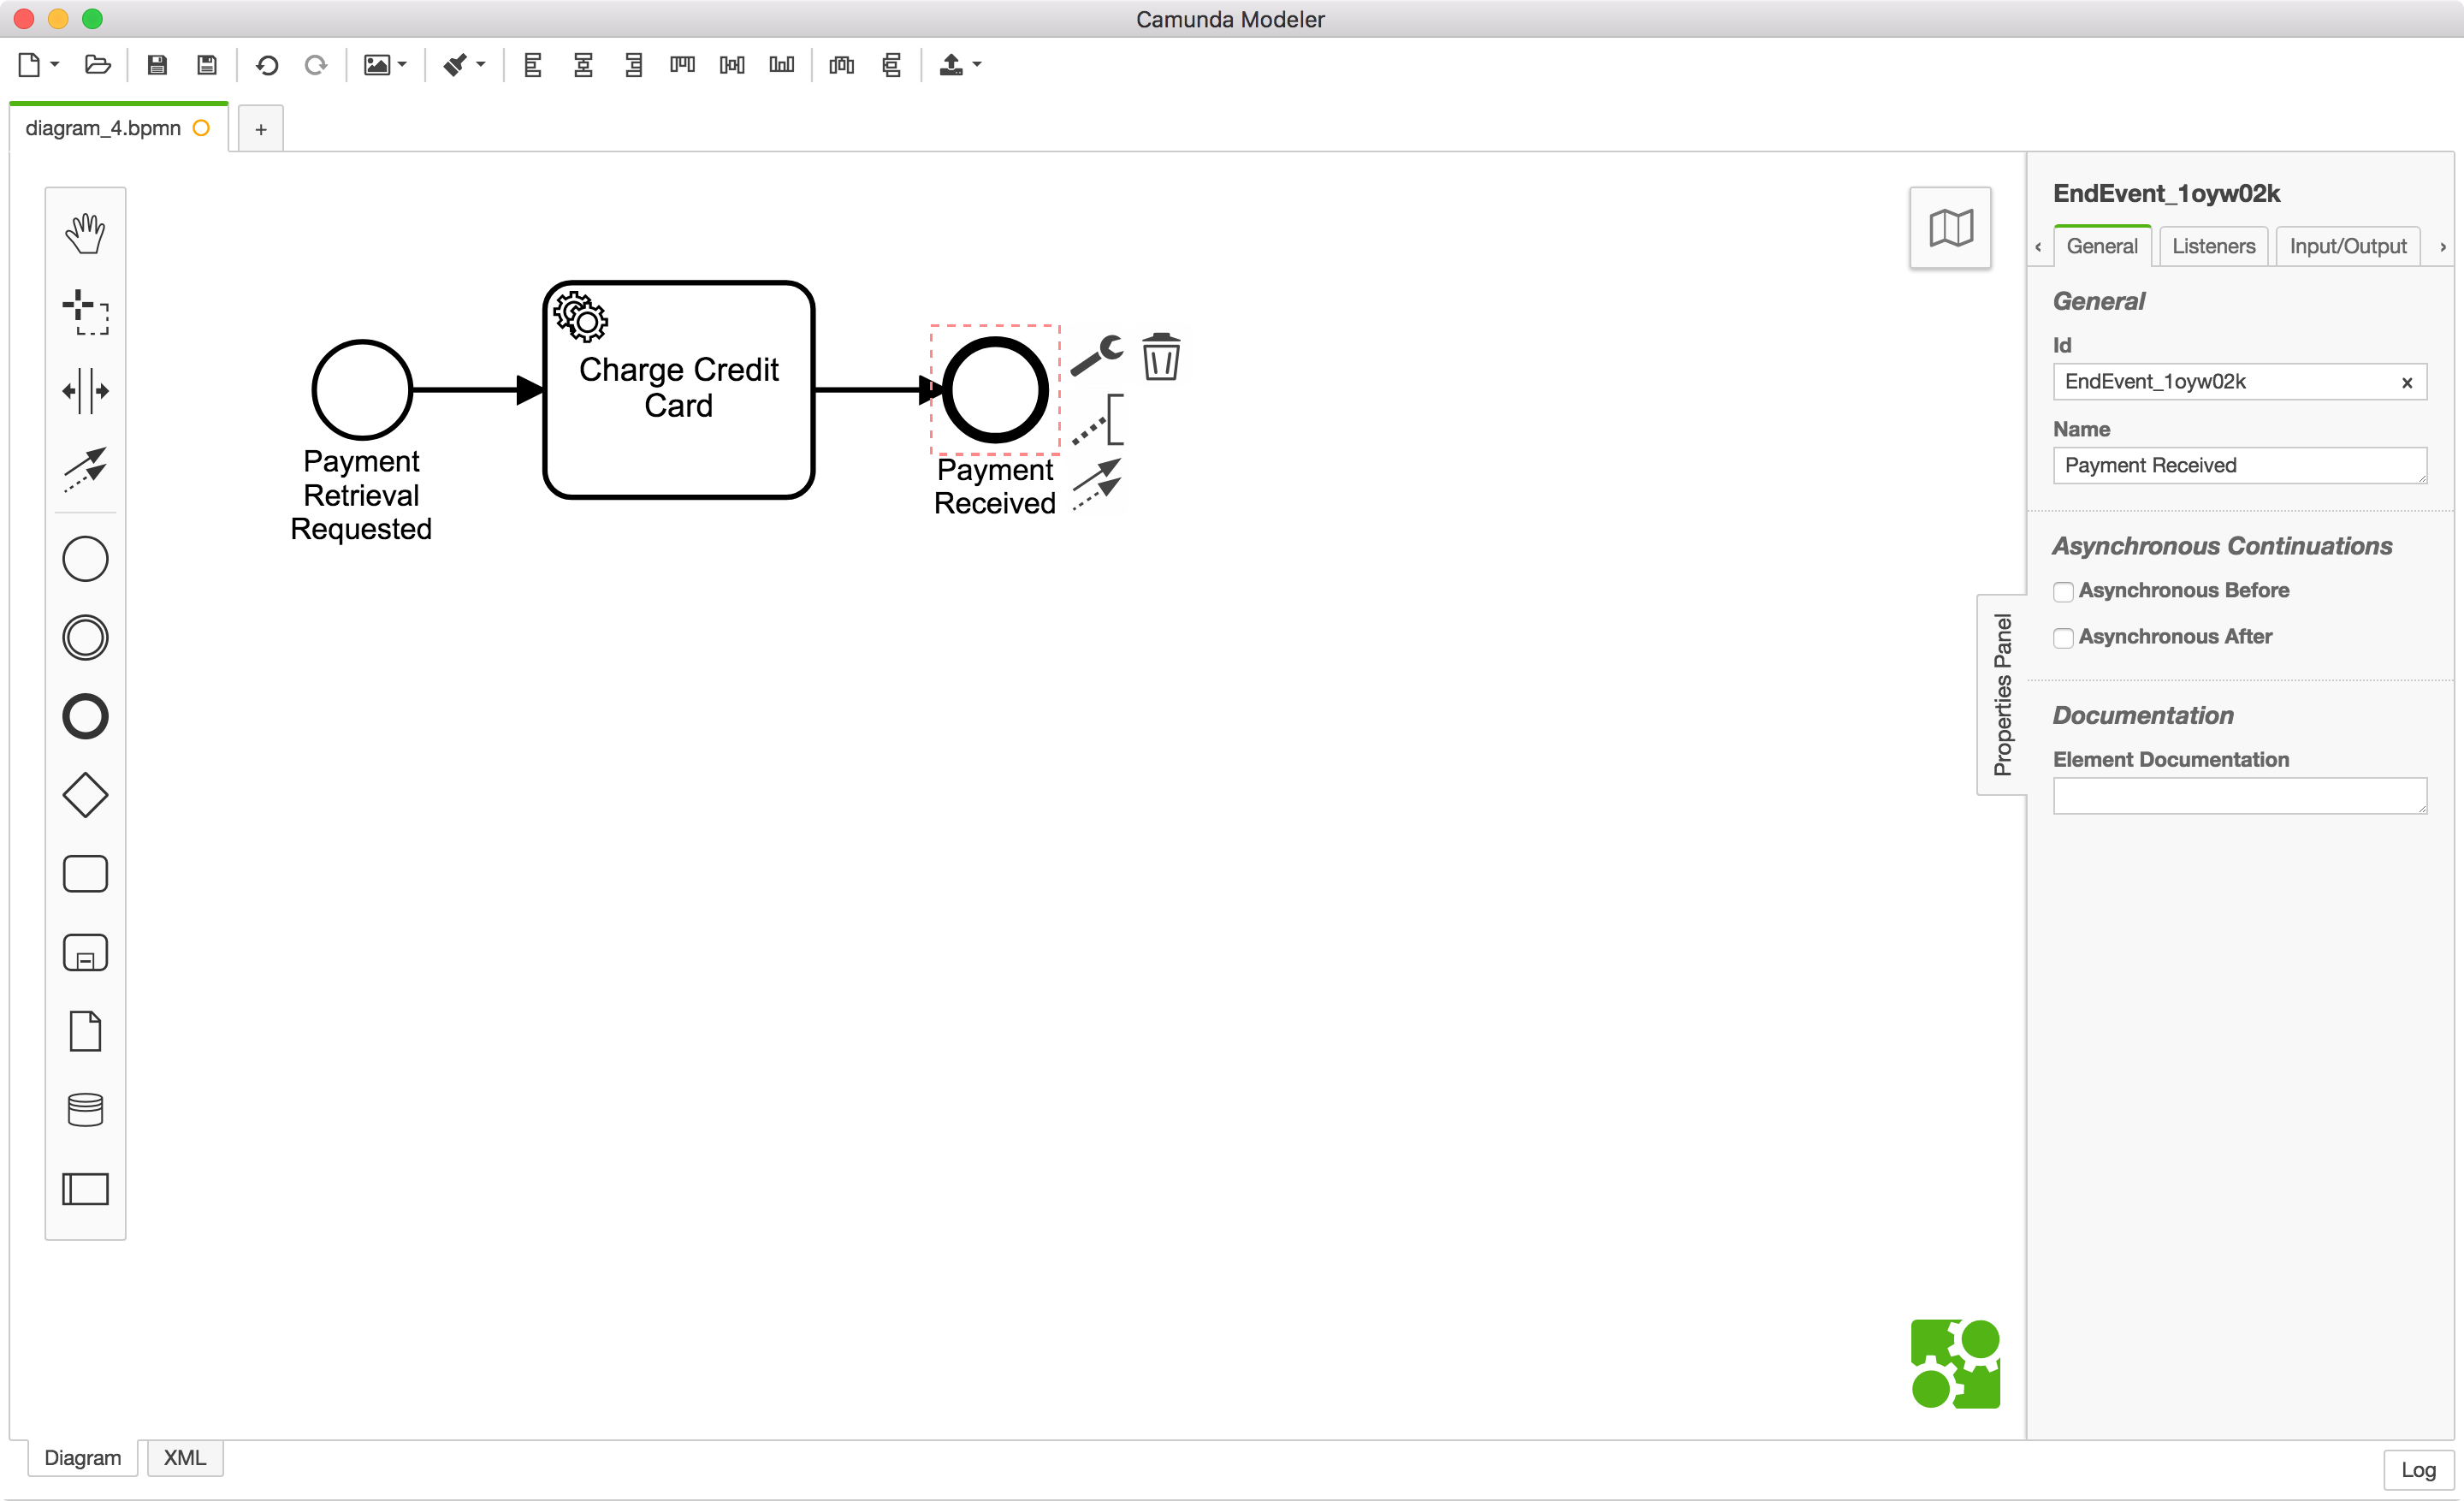 Camunda Modeler
diagram_4.bpmn
+
Payment
Retrieval
Requested
Charge Credit
Card
Payment
Received
Properties Panel
EndEvent_1oyw02k
‹ General Listeners Input/Output ›
General
Id
EndEvent_1oyw02k ×
Name
Payment Received
Asynchronous Continuations
Asynchronous Before
Asynchronous After
Documentation
Element Documentation
Diagram XML
Log